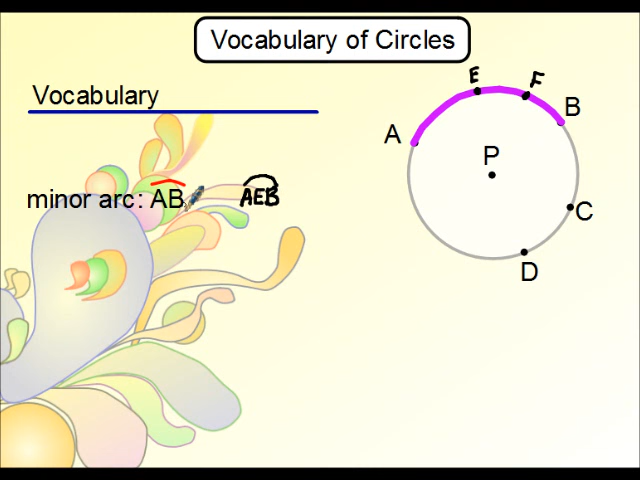 Vocabulary of Circles
Vocabulary
minor arc: AB
AEB
E
F
B
A
P
C
D